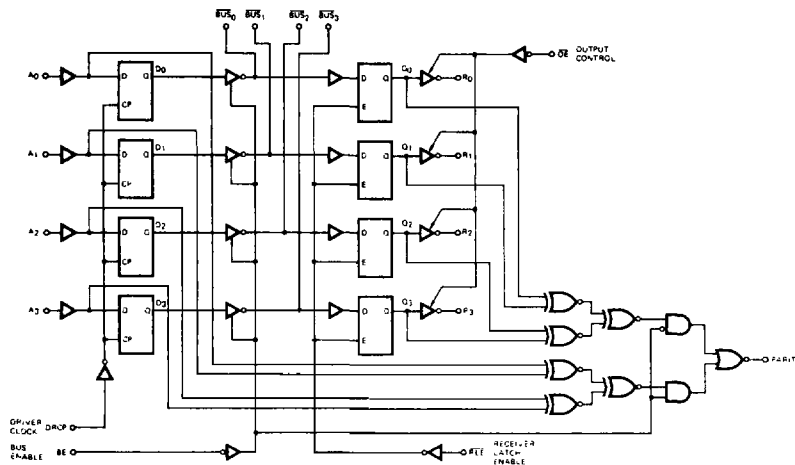 BUS0 BUS1 BUS2 BUS3
A0 D Q D0 CP D Q E Q0 R0 OE OUTPUT
CONTROL
A1 D Q D1 CP D Q E Q1 R1
A2 D Q D2 CP D Q E Q2 R2
A3 D Q D3 CP D Q E Q3 R3
PARIT
DRIVER
CLOCK DRCP
BUS
ENABLE BE
RLE RECEIVER
LATCH
ENABLE